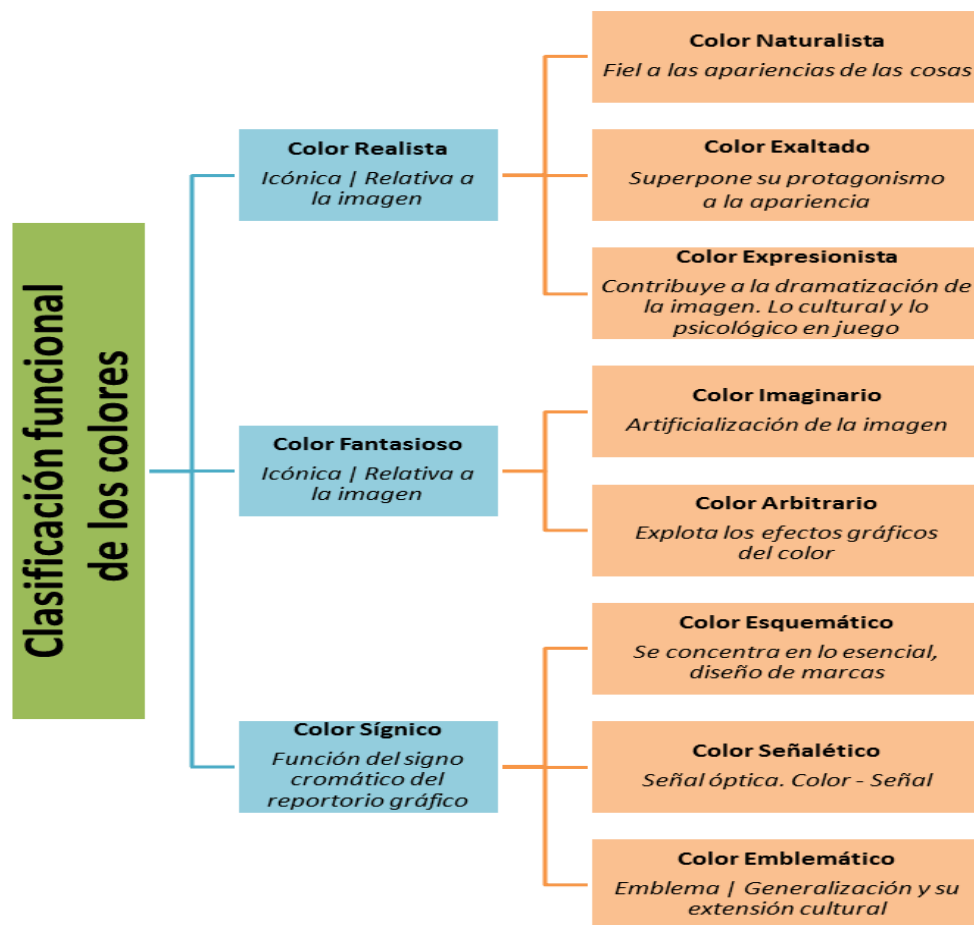 Clasificación funcional
de los colores
Color Realista
Icónica | Relativa a
la imagen
Color Naturalista
Fiel a las apariencias de las cosas
Color Exaltado
Superpone su protagonismo
a la apariencia
Color Expresionista
Contribuye a la dramatización de
la imagen. Lo cultural y lo
psicológico en juego
Color Fantasioso
Icónica | Relativa a
la imagen
Color Imaginario
Artificialización de la imagen
Color Arbitrario
Explota los efectos gráficos
del color
Color Sígnico
Función del signo
cromático del
reportorio gráfico
Color Esquemático
Se concentra en lo esencial,
diseño de marcas
Color Señalético
Señal óptica. Color - Señal
Color Emblemático
Emblema | Generalización y su
extensión cultural